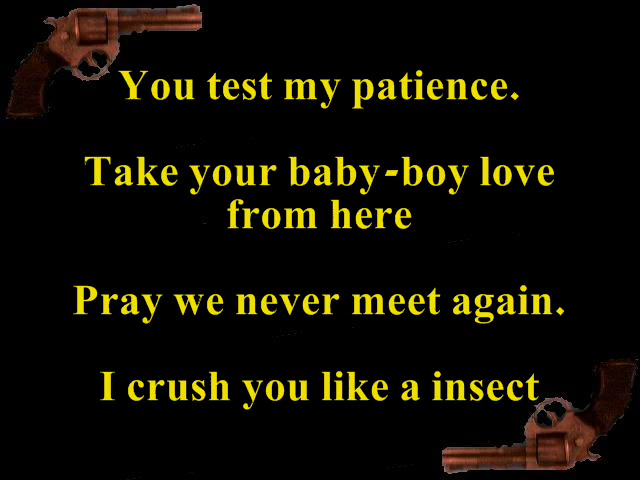 You test my patience.
Take your baby-boy love
from here
Pray we never meet again.
I crush you like a insect